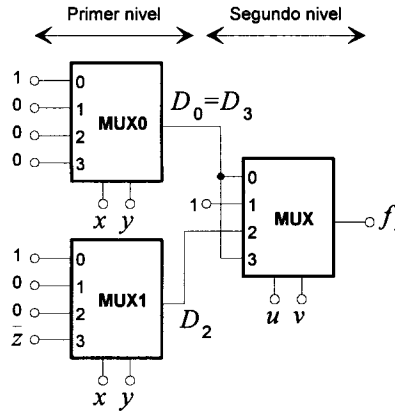 Primer nivel Segundo nivel
1 0
0 1
0 2
0 3
MUX0
x y
D₀=D₃
0
1 1
2
3
MUX
f
u v
1 0
0 1
0 2
z̅ 3
MUX1
D₂
x y